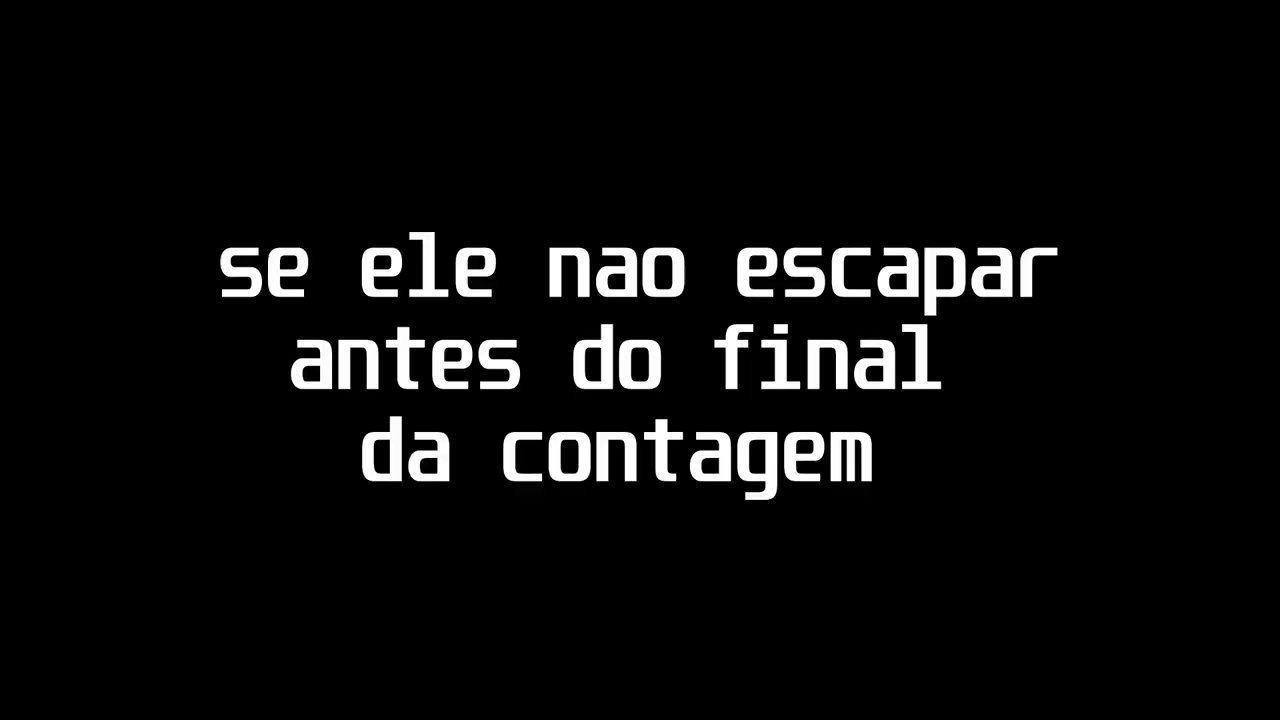 se ele nao escapar
antes do final
da contagem